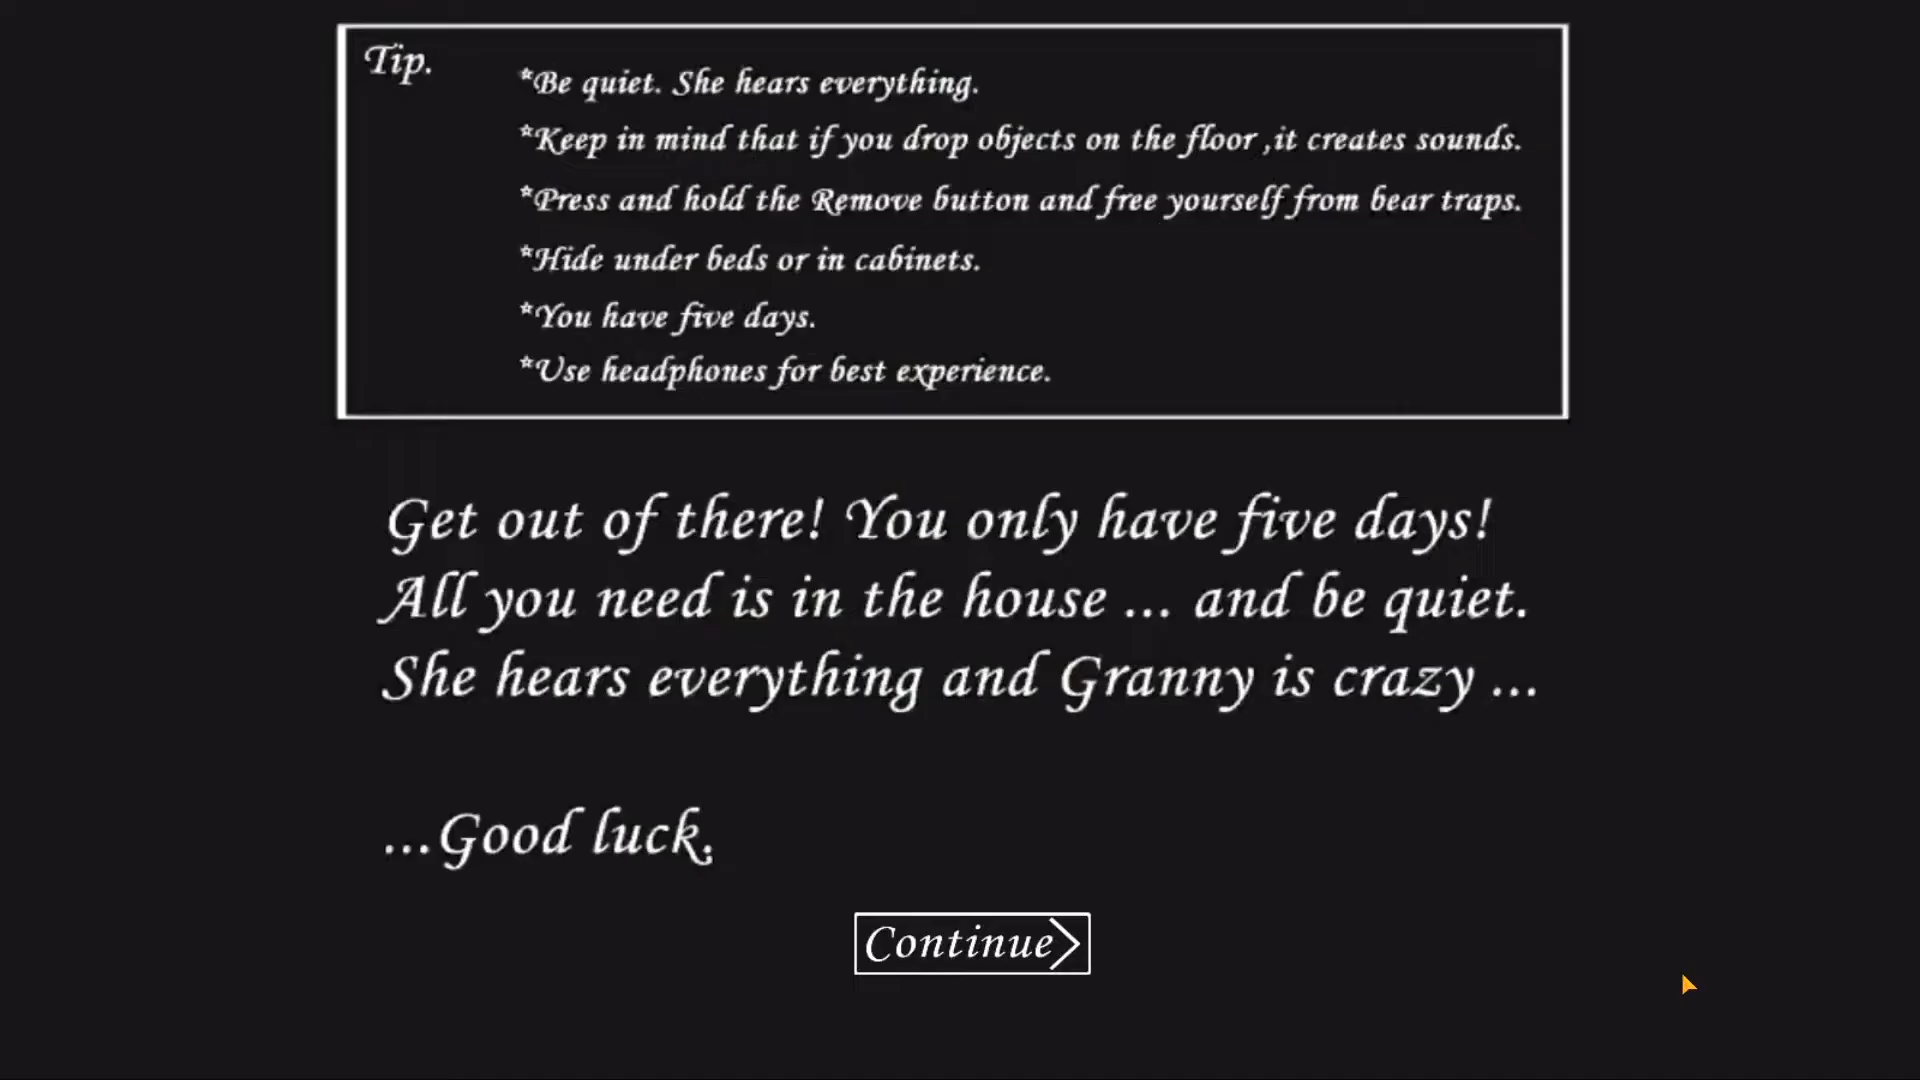 Tip.
*Be quiet. She hears everything.
*Keep in mind that if you drop objects on the floor ,it creates sounds.
*Press and hold the Remove button and free yourself from bear traps.
*Hide under beds or in cabinets.
*You have five days.
*Use headphones for best experience.
Get out of there! You only have five days!
All you need is in the house ... and be quiet.
She hears everything and Granny is crazy ...
...Good luck.
Continue>